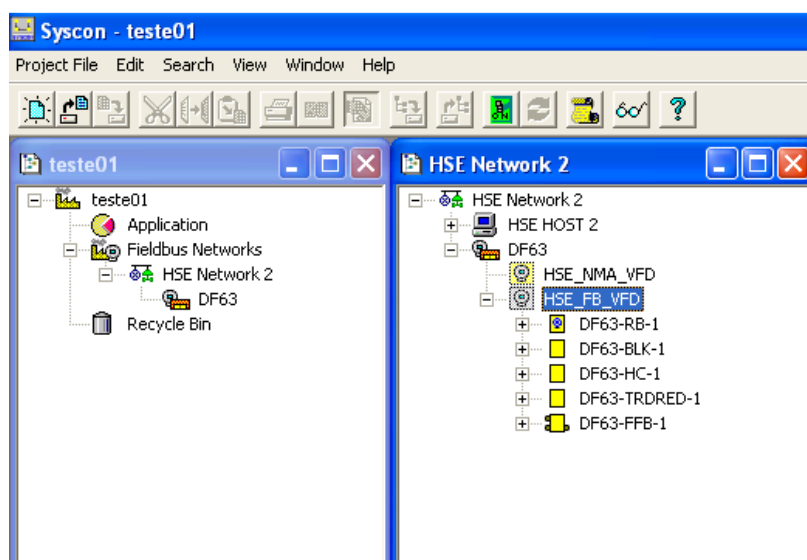 Syscon - teste01
Project File Edit Search View Window Help
teste01
teste01
Application
Fieldbus Networks
HSE Network 2
DF63
Recycle Bin
HSE Network 2
HSE Network 2
HSE HOST 2
DF63
HSE_NMA_VFD
HSE_FB_VFD
DF63-RB-1
DF63-BLK-1
DF63-HC-1
DF63-TRDRED-1
DF63-FFB-1